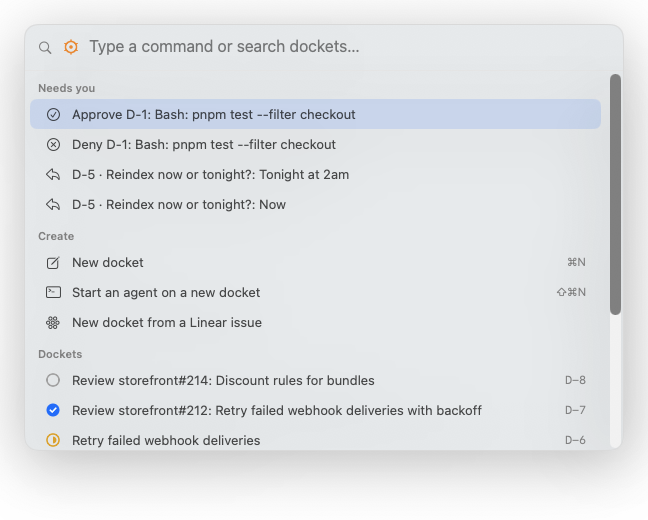 Type a command or search dockets...
Needs you
Approve D-1: Bash: pnpm test --filter checkout
Deny D-1: Bash: pnpm test --filter checkout
D-5 · Reindex now or tonight?: Tonight at 2am
D-5 · Reindex now or tonight?: Now
Create
New docket ⌘N
Start an agent on a new docket ⇧⌘N
New docket from a Linear issue
Dockets
Review storefront#214: Discount rules for bundles D–8
Review storefront#212: Retry failed webhook deliveries with backoff D–7
Retry failed webhook deliveries D–6